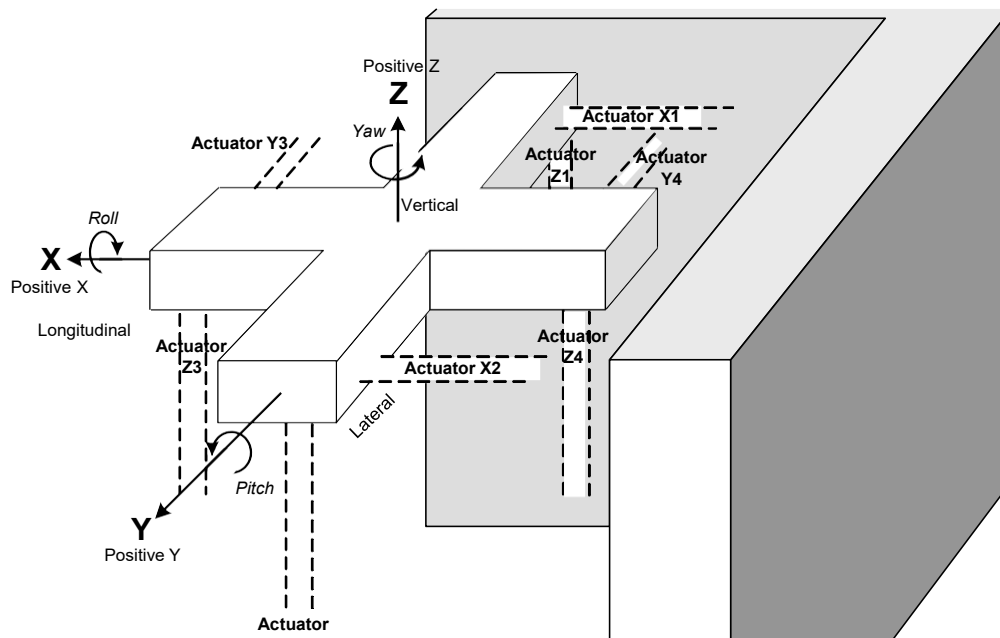 Positive Z
Z
Yaw
Actuator Y3
Actuator X1
Actuator
Z1
Actuator
Y4
Vertical
Roll
X
Positive X
Longitudinal
Actuator
Z3
Actuator
Z4
Actuator X2
Lateral
Pitch
Y
Positive Y
Actuator